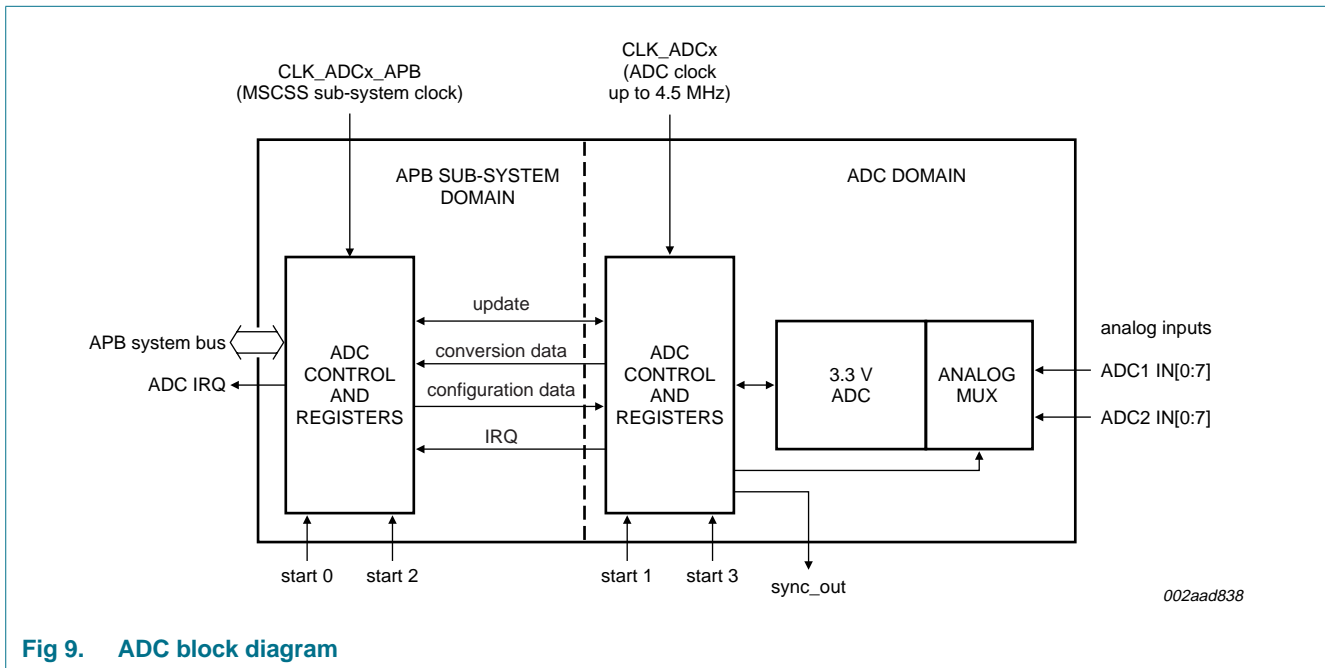 CLK_ADCx_APB
(MSCSS sub-system clock)
CLK_ADCx
(ADC clock
up to 4.5 MHz)
APB SUB-SYSTEM
DOMAIN
ADC DOMAIN
APB system bus
ADC IRQ
ADC
CONTROL
AND
REGISTERS
update
conversion data
configuration data
IRQ
ADC
CONTROL
AND
REGISTERS
3.3 V
ADC
ANALOG
MUX
analog inputs
ADC1 IN[0:7]
ADC2 IN[0:7]
start 0
start 2
start 1
start 3
sync_out
002aad838
Fig 9. ADC block diagram